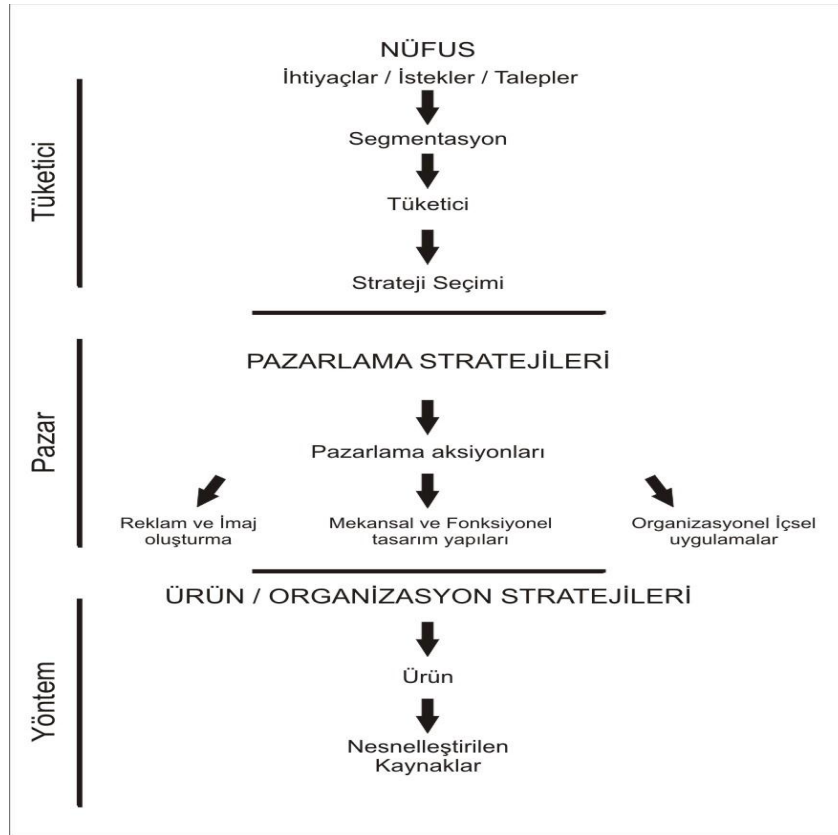 NÜFUS
İhtiyaçlar / İstekler / Talepler
Segmentasyon
Tüketici
Strateji Seçimi
Tüketici
PAZARLAMA STRATEJİLERİ
Pazarlama aksiyonları
Reklam ve İmaj
oluşturma
Mekansal ve Fonksiyonel
tasarım yapıları
Organizasyonel İçsel
uygulamalar
Pazar
ÜRÜN / ORGANİZASYON STRATEJİLERİ
Ürün
Nesnelleştirilen
Kaynaklar
Yöntem